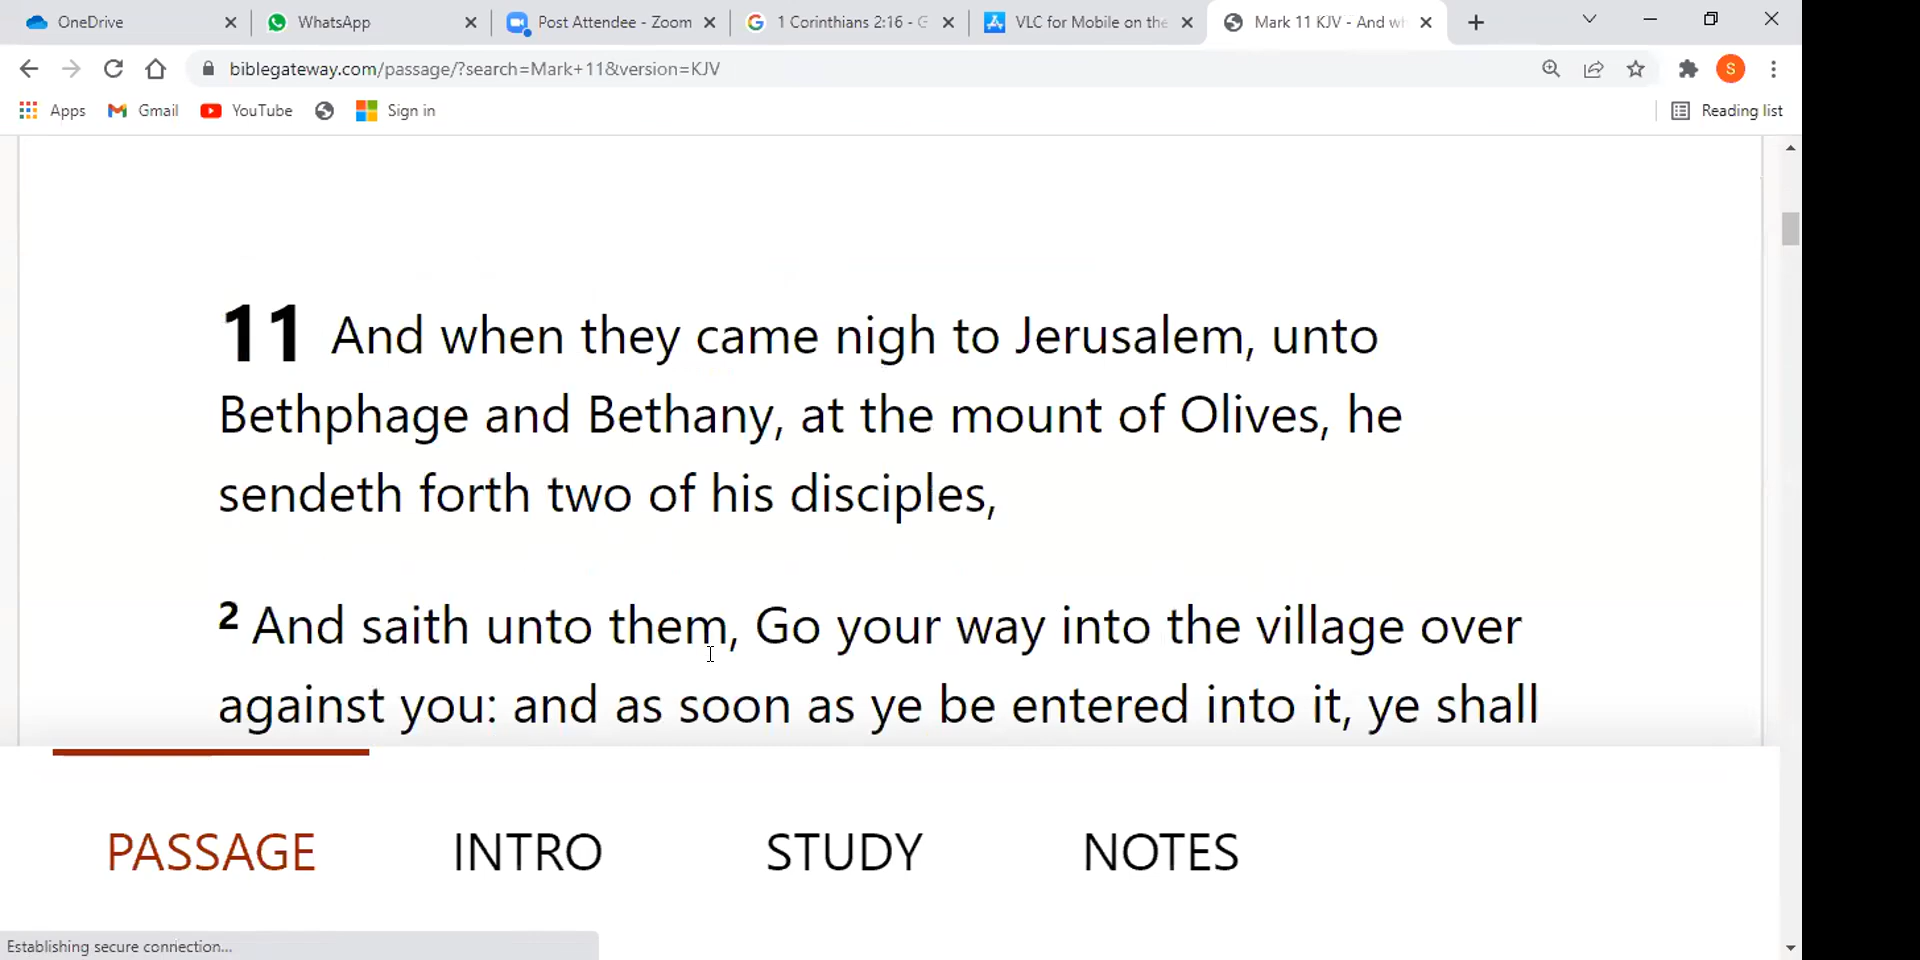 OneDrive
WhatsApp
Post Attendee - Zoom
1 Corinthians 2:16 - G
VLC for Mobile on the
Mark 11 KJV - And wh
biblegateway.com/passage/?search=Mark+11&version=KJV
S
Apps
Gmail
YouTube
Sign in
Reading list
11 And when they came nigh to Jerusalem, unto
Bethphage and Bethany, at the mount of Olives, he
sendeth forth two of his disciples,
2 And saith unto them, Go your way into the village over
against you: and as soon as ye be entered into it, ye shall
PASSAGE
INTRO
STUDY
NOTES
Establishing secure connection...